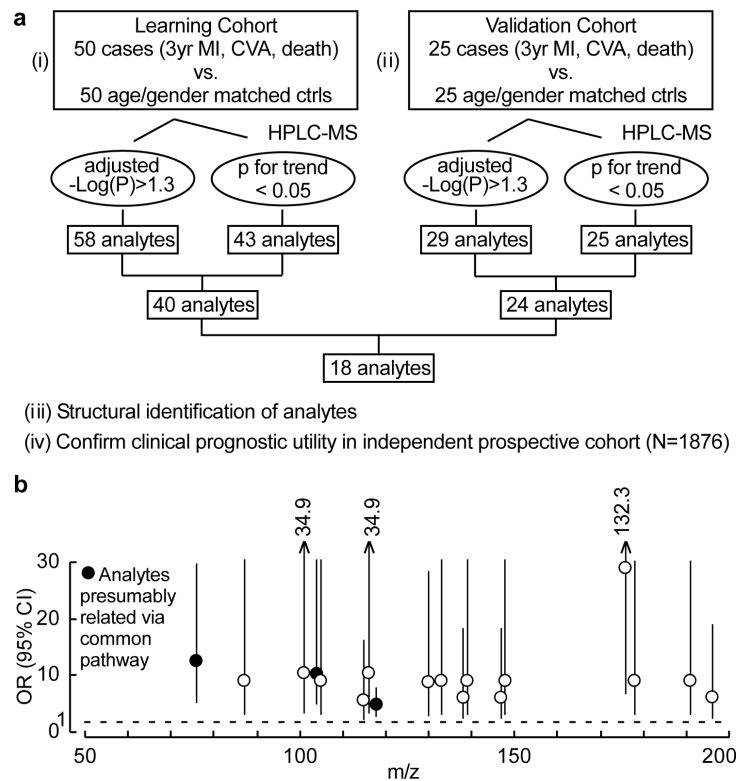 a
Learning Cohort
50 cases (3yr MI, CVA, death)
vs.
50 age/gender matched ctrls
(i)
Validation Cohort
25 cases (3yr MI, CVA, death)
vs.
25 age/gender matched ctrls
(ii)
HPLC-MS
HPLC-MS
adjusted
-Log(P)>1.3
p for trend
< 0.05
adjusted
-Log(P)>1.3
p for trend
< 0.05
58 analytes
43 analytes
29 analytes
25 analytes
40 analytes
24 analytes
18 analytes
(iii) Structural identification of analytes
(iv) Confirm clinical prognostic utility in independent prospective cohort (N=1876)
b
34.9
34.9
132.3
Analytes
presumably
related via
common
pathway
OR (95% CI)
30
20
10
1
0
50
100
150
200
m/z